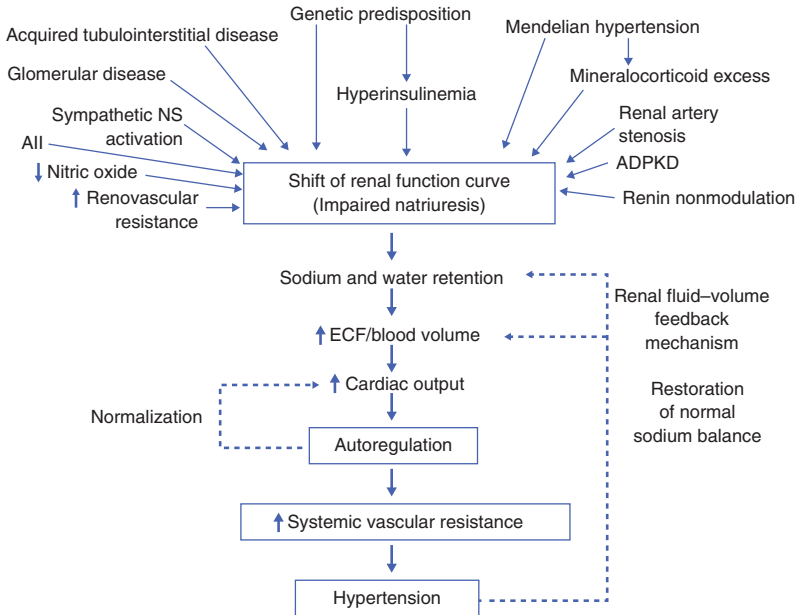 Genetic predisposition
Acquired tubulointerstitial disease
Mendelian hypertension
Glomerular disease
Hyperinsulinemia
Mineralocorticoid excess
Sympathetic NS
activation
Renal artery
stenosis
AII
ADPKD
Nitric oxide
Renovascular
resistance
Renin nonmodulation
Shift of renal function curve
(Impaired natriuresis)
Sodium and water retention
Renal fluid–volume
feedback
mechanism
ECF/blood volume
Cardiac output
Normalization
Restoration
of normal
sodium balance
Autoregulation
Systemic vascular resistance
Hypertension